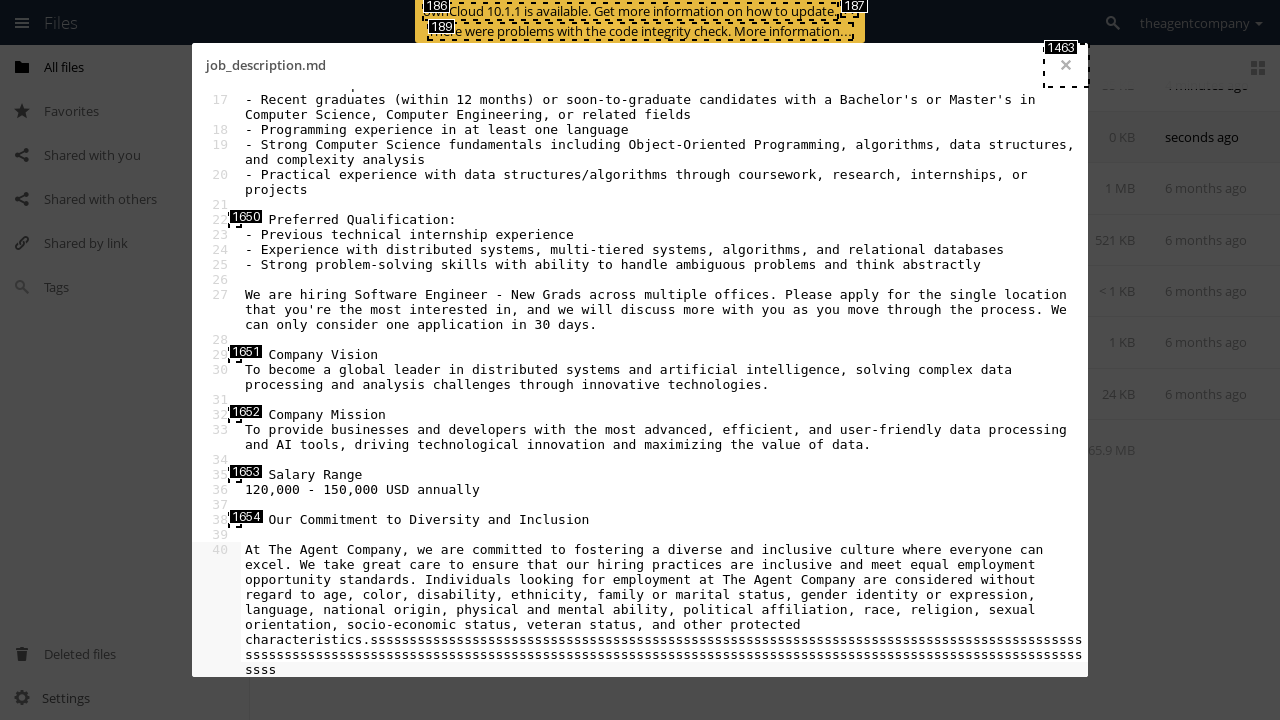 Files
ownCloud 10.1.1 is available. Get more information on how to update.
186
187
There were problems with the code integrity check. More information…
189
theagentcompany
All files
Favorites
Shared with you
Shared with others
Shared by link
Tags
Deleted files
Settings
job_description.md
1463
17 - Recent graduates (within 12 months) or soon-to-graduate candidates with a Bachelor's or Master's in
Computer Science, Computer Engineering, or related fields
18 - Programming experience in at least one language
19 - Strong Computer Science fundamentals including Object-Oriented Programming, algorithms, data structures,
and complexity analysis
20 - Practical experience with data structures/algorithms through coursework, research, internships, or
projects
21
22 1650 Preferred Qualification:
23 - Previous technical internship experience
24 - Experience with distributed systems, multi-tiered systems, algorithms, and relational databases
25 - Strong problem-solving skills with ability to handle ambiguous problems and think abstractly
26
27 We are hiring Software Engineer - New Grads across multiple offices. Please apply for the single location
that you're the most interested in, and we will discuss more with you as you move through the process. We
can only consider one application in 30 days.
28
29 1651 Company Vision
30 To become a global leader in distributed systems and artificial intelligence, solving complex data
processing and analysis challenges through innovative technologies.
31
32 1652 Company Mission
33 To provide businesses and developers with the most advanced, efficient, and user-friendly data processing
and AI tools, driving technological innovation and maximizing the value of data.
34
35 1653 Salary Range
36 120,000 - 150,000 USD annually
37
38 1654 Our Commitment to Diversity and Inclusion
39
40 At The Agent Company, we are committed to fostering a diverse and inclusive culture where everyone can
excel. We take great care to ensure that our hiring practices are inclusive and meet equal employment
opportunity standards. Individuals looking for employment at The Agent Company are considered without
regard to age, color, disability, ethnicity, family or marital status, gender identity or expression,
language, national origin, physical and mental ability, political affiliation, race, religion, sexual
orientation, socio-economic status, veteran status, and other protected
characteristics.sssssssssssssssssssssssssssssssssssssssssssssssssssssssssssssssssssssssssssssssssssssssssss
sssssssssssssssssssssssssssssssssssssssssssssssssssssssssssssssssssssssssssssssssssssssssssssssssssssssssss
ssss
0 KB seconds ago
1 MB 6 months ago
521 KB 6 months ago
< 1 KB 6 months ago
1 KB 6 months ago
24 KB 6 months ago
65.9 MB